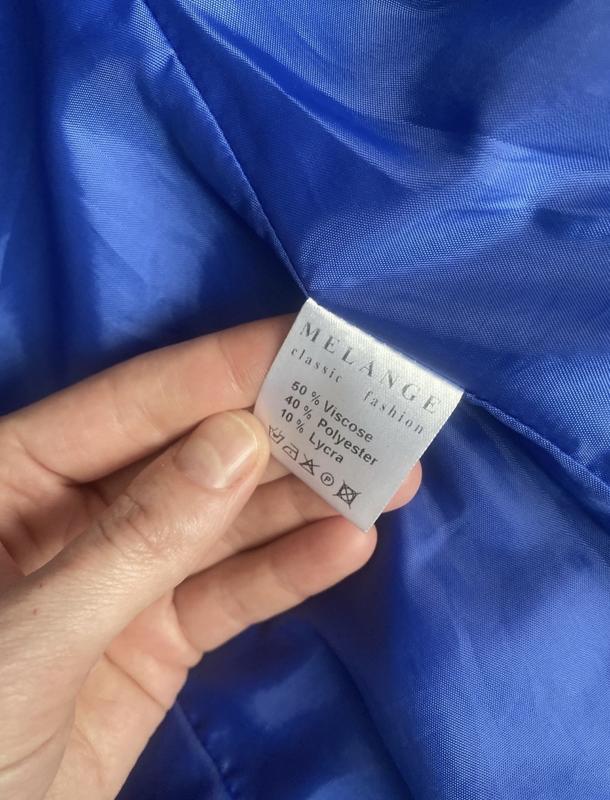 MELANGE
classic fashion
50 % Viscose
40 % Polyester
10 % Lycra
P